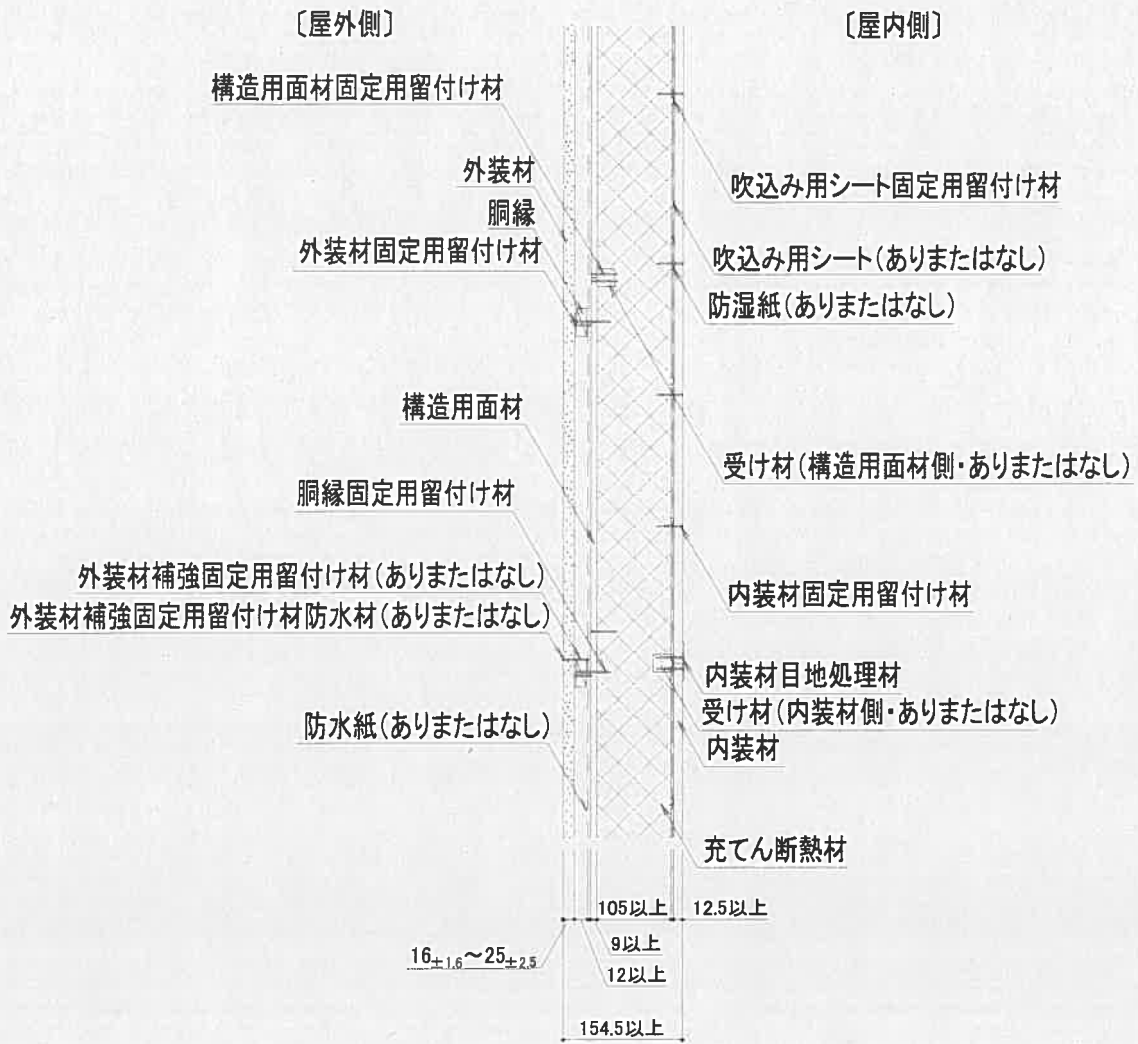 〔屋外側〕
〔屋内側〕
構造用面材固定用留付け材
外装材
胴縁
外装材固定用留付け材
吹込み用シート固定用留付け材
吹込み用シート(ありまたはなし)
防湿紙(ありまたはなし)
構造用面材
受け材(構造用面材側・ありまたはなし)
胴縁固定用留付け材
外装材補強固定用留付け材(ありまたはなし)
外装材補強固定用留付け材防水材(ありまたはなし)
内装材固定用留付け材
内装材目地処理材
受け材(内装材側・ありまたはなし)
内装材
防水紙(ありまたはなし)
充てん断熱材
105以上
12.5以上
9以上
16±1.6～25±2.5
12以上
154.5以上